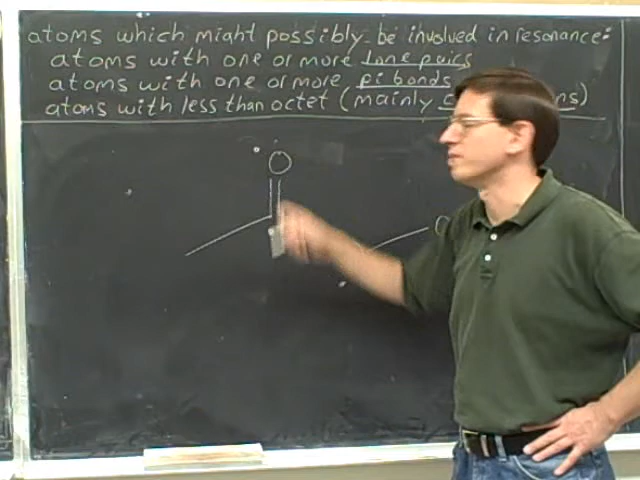 atoms which might possibly be involved in resonance:
atoms with one or more lone pairs
atoms with one or more pi bonds
atoms with less than octet (mainly c ns)
O
O